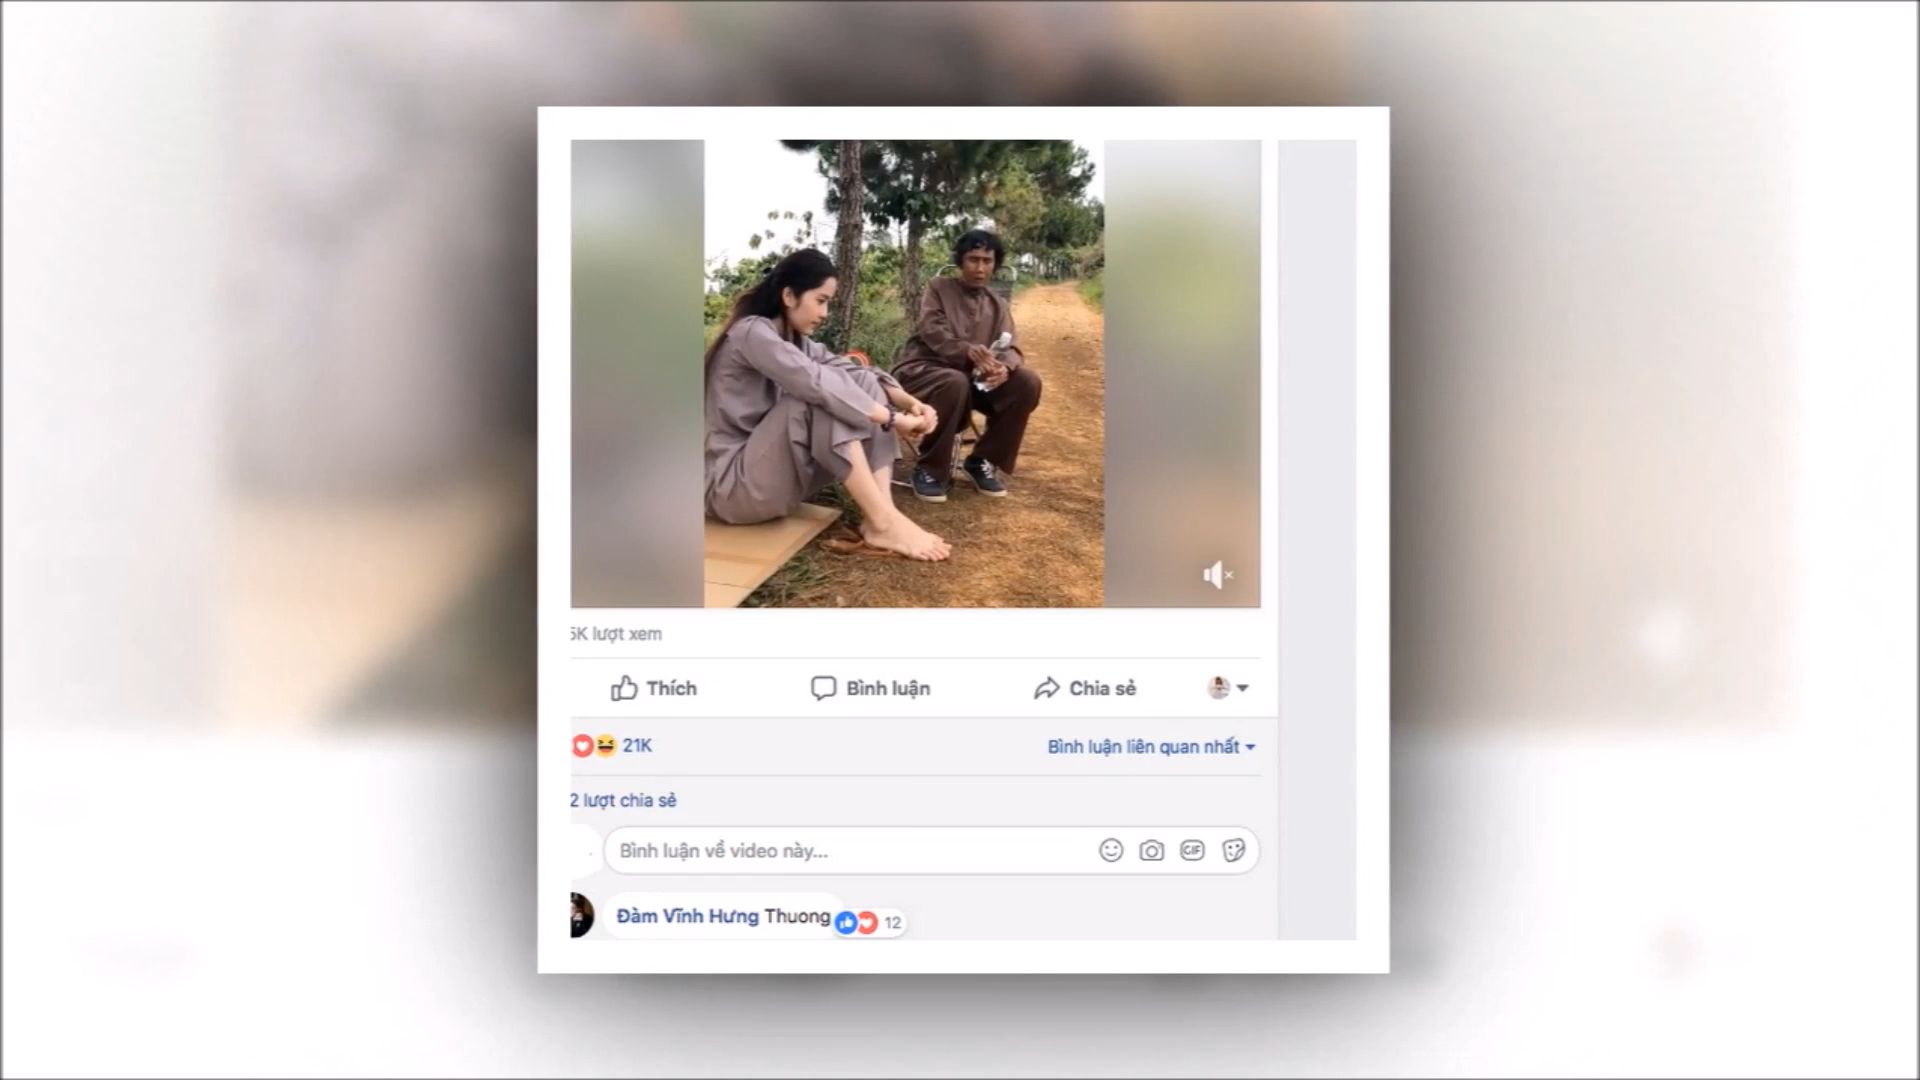 5K lượt xem
Thích
Bình luận
Chia sẻ
21K
Bình luận liên quan nhất
2 lượt chia sẻ
Bình luận về video này...
GIF
Đàm Vĩnh Hưng Thuong
12